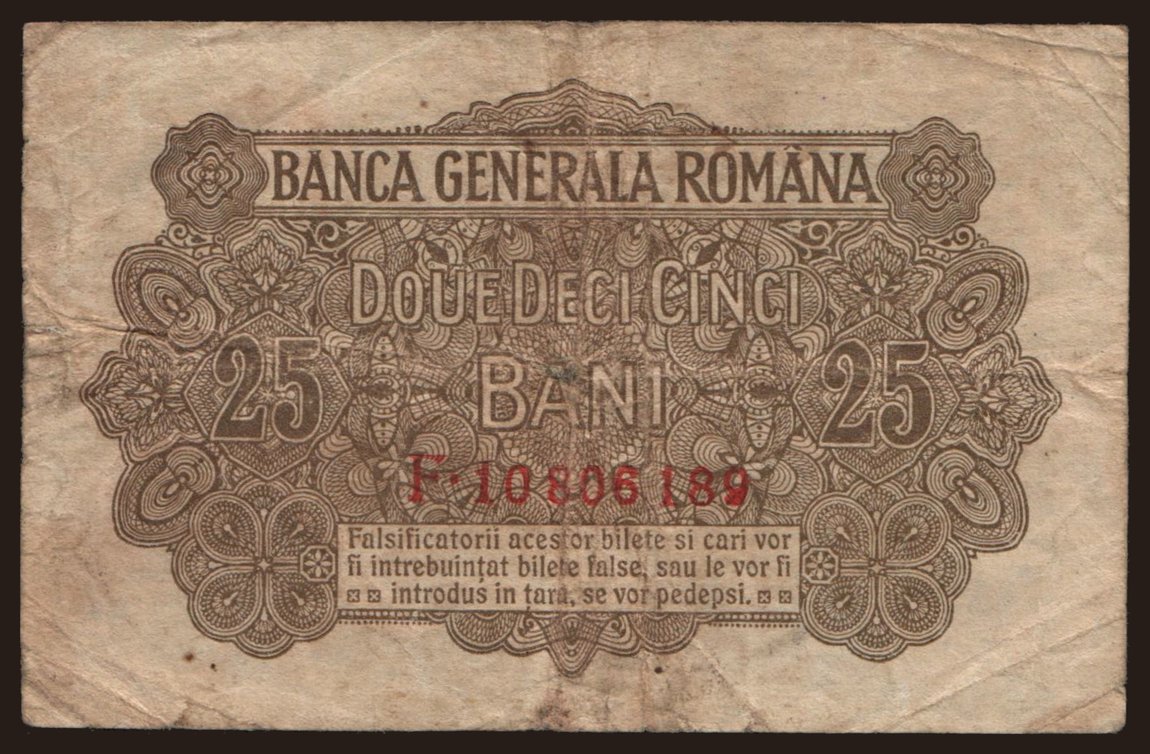 BANCA GENERALA ROMÂNA
DOUE DECI CINCI
25 BANI 25
F·10806189
Falsificatorii acestor bilete si cari vor
fi intrebuințat bilete false, sau le vor fi
introdus in tară, se vor pedepsi.